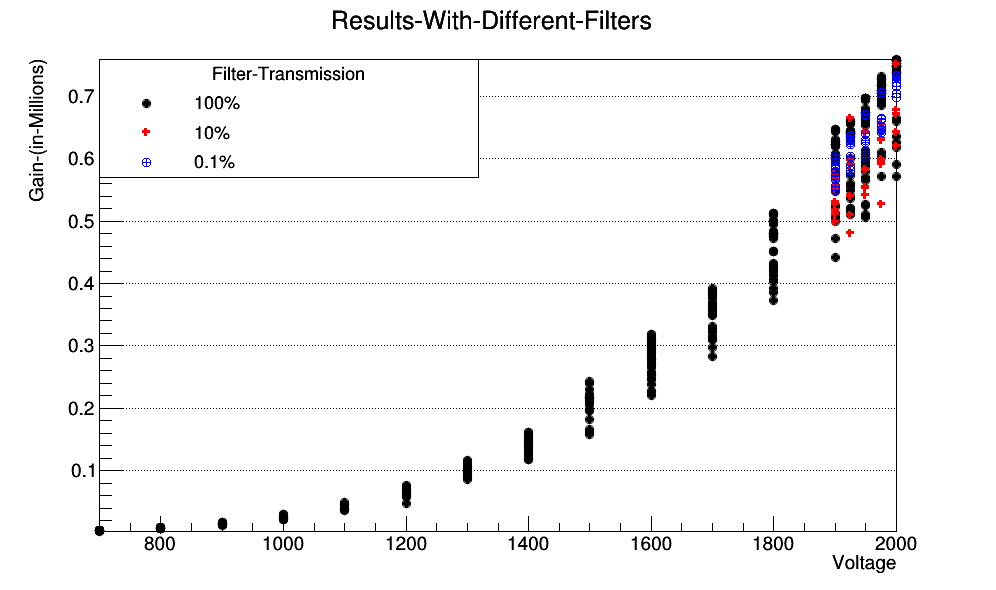 Results-With-Different-Filters
Gain-(in-Millions)
Filter-Transmission
100%
10%
0.1%
0.7
0.6
0.5
0.4
0.3
0.2
0.1
800 1000 1200 1400 1600 1800 2000
Voltage